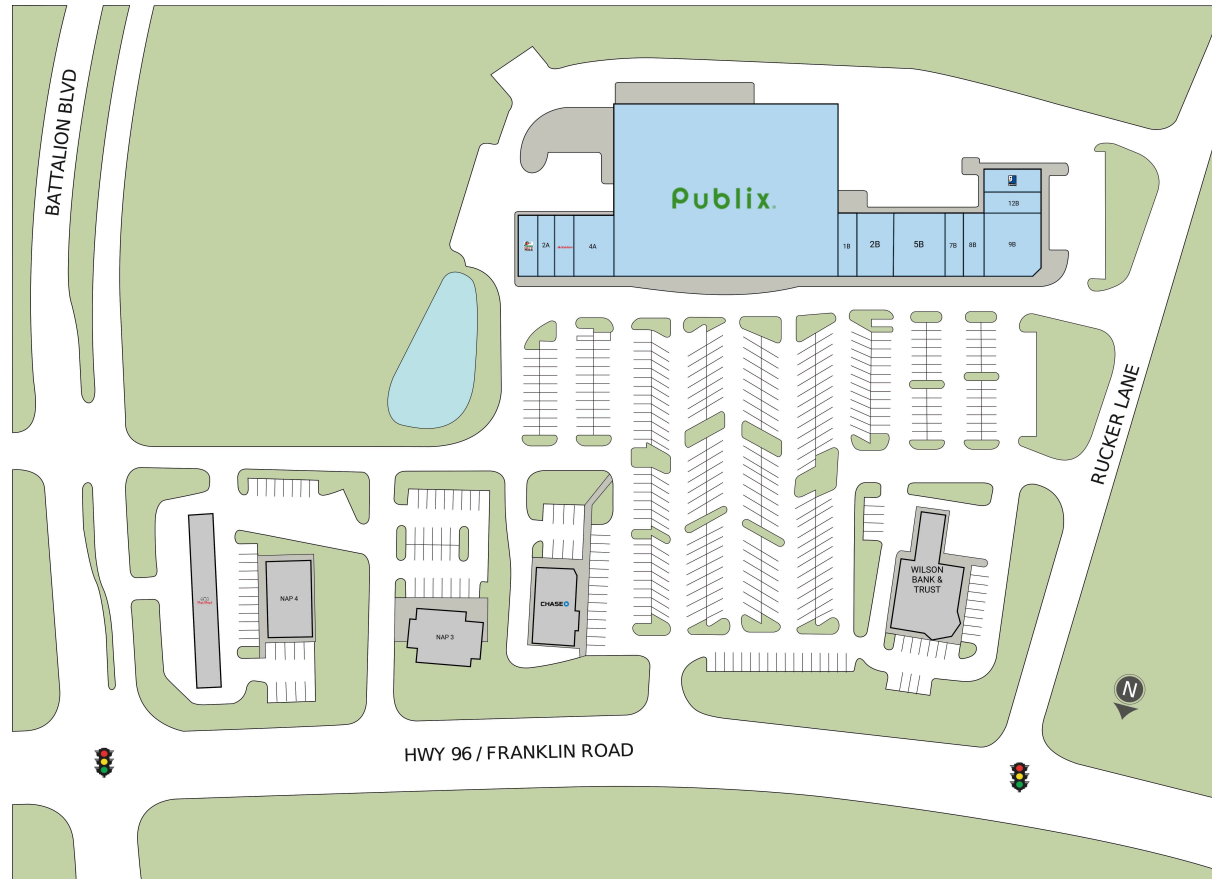 BATTALION BLVD
Publix.
2A
4A
1B
2B
5B
7B
8B
9B
12B
RUCKER LANE
NAP 4
NAP 3
CHASE
WILSON
BANK &
TRUST
N
HWY 96 / FRANKLIN ROAD